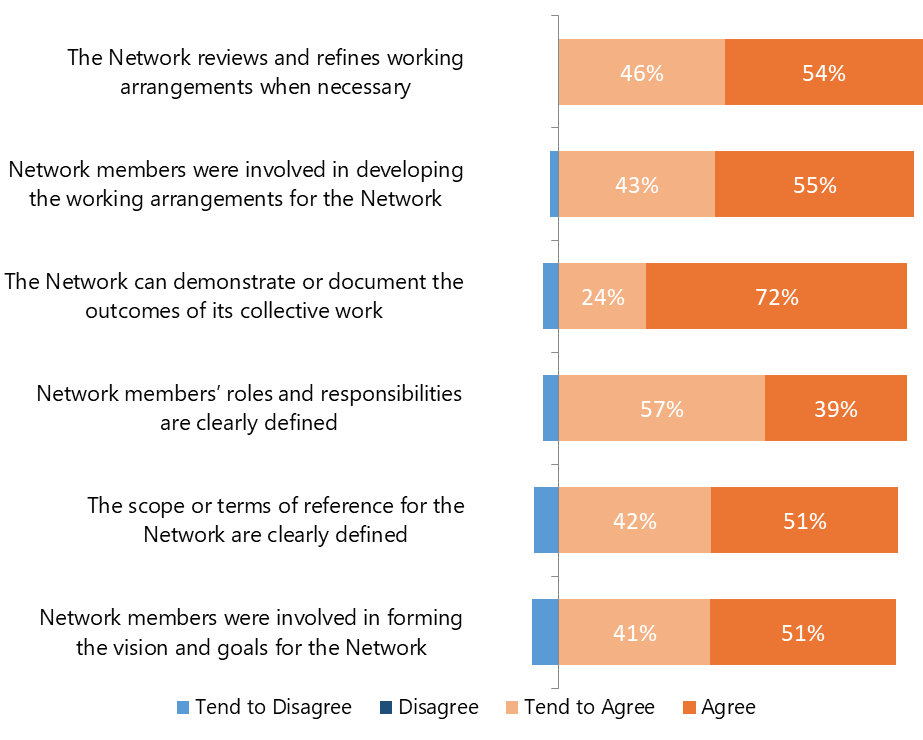 The Network reviews and refines working
arrangements when necessary
46% 54%
Network members were involved in developing
the working arrangements for the Network
43% 55%
The Network can demonstrate or document the
outcomes of its collective work
24% 72%
Network members’ roles and responsibilities
are clearly defined
57% 39%
The scope or terms of reference for the
Network are clearly defined
42% 51%
Network members were involved in forming
the vision and goals for the Network
41% 51%
Tend to Disagree Disagree Tend to Agree Agree